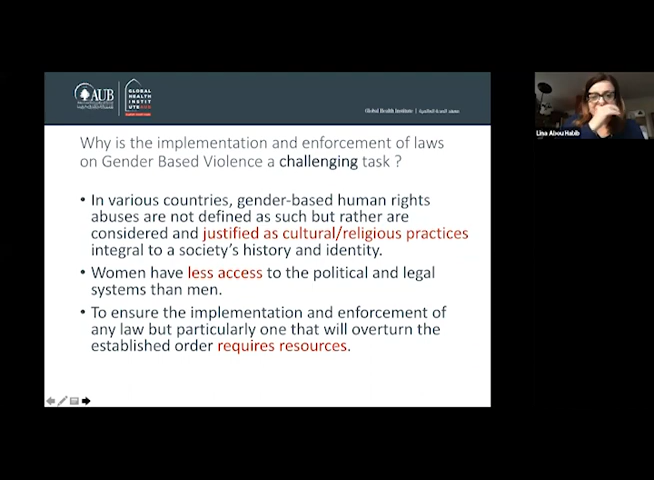 AUB
GLOBAL
HEALTH
INSTIT
UTE
Global Health Institute
Lina Abou Habib
Why is the implementation and enforcement of laws
on Gender Based Violence a challenging task ?
• In various countries, gender-based human rights
abuses are not defined as such but rather are
considered and justified as cultural/religious practices
integral to a society's history and identity.
• Women have less access to the political and legal
systems than men.
• To ensure the implementation and enforcement of
any law but particularly one that will overturn the
established order requires resources.